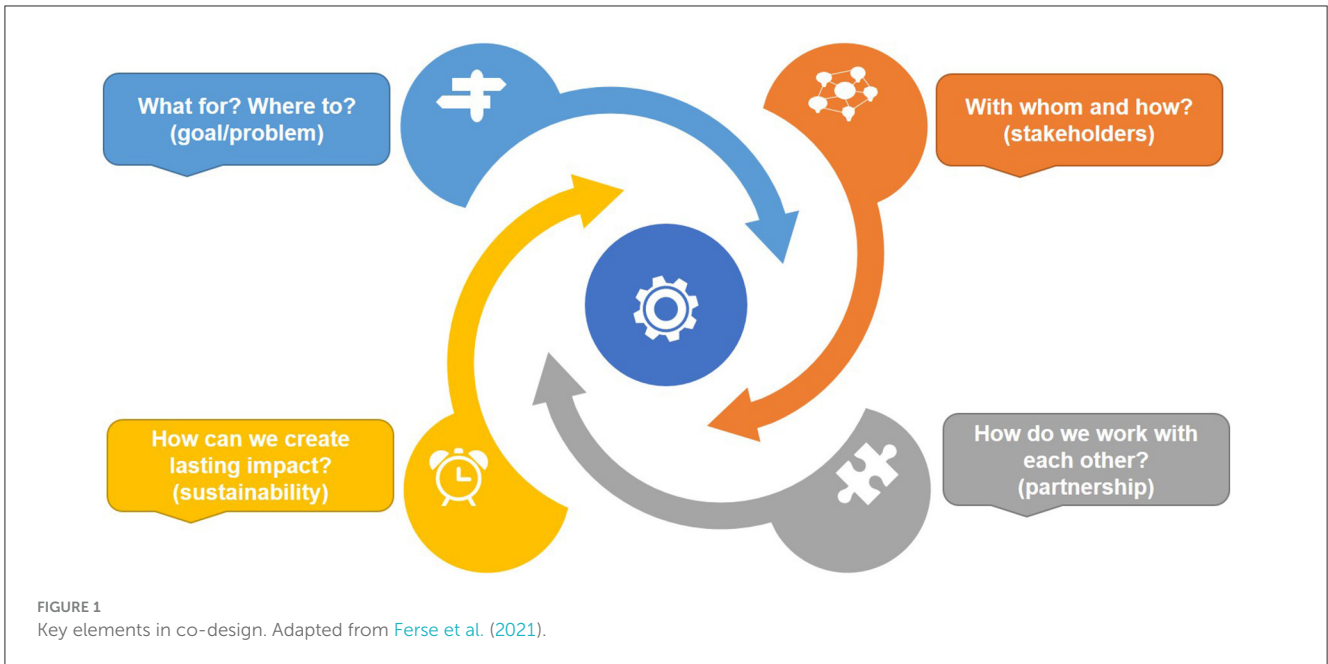 What for? Where to?
(goal/problem)
With whom and how?
(stakeholders)
How can we create
lasting impact?
(sustainability)
How do we work with
each other?
(partnership)
FIGURE 1
Key elements in co-design. Adapted from Ferse et al. (2021).